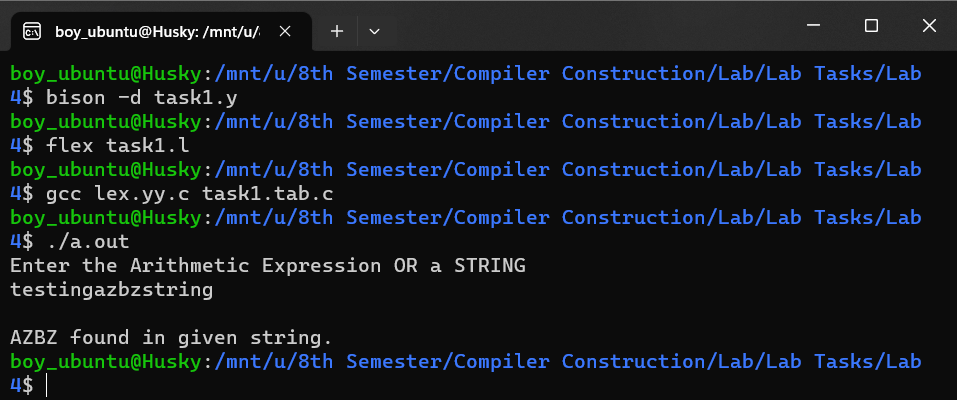 boy_ubuntu@Husky: /mnt/u/
boy_ubuntu@Husky:/mnt/u/8th Semester/Compiler Construction/Lab/Lab Tasks/Lab
4$ bison -d task1.y
boy_ubuntu@Husky:/mnt/u/8th Semester/Compiler Construction/Lab/Lab Tasks/Lab
4$ flex task1.l
boy_ubuntu@Husky:/mnt/u/8th Semester/Compiler Construction/Lab/Lab Tasks/Lab
4$ gcc lex.yy.c task1.tab.c
boy_ubuntu@Husky:/mnt/u/8th Semester/Compiler Construction/Lab/Lab Tasks/Lab
4$ ./a.out
Enter the Arithmetic Expression OR a STRING
testingazbzstring
AZBZ found in given string.
boy_ubuntu@Husky:/mnt/u/8th Semester/Compiler Construction/Lab/Lab Tasks/Lab
4$